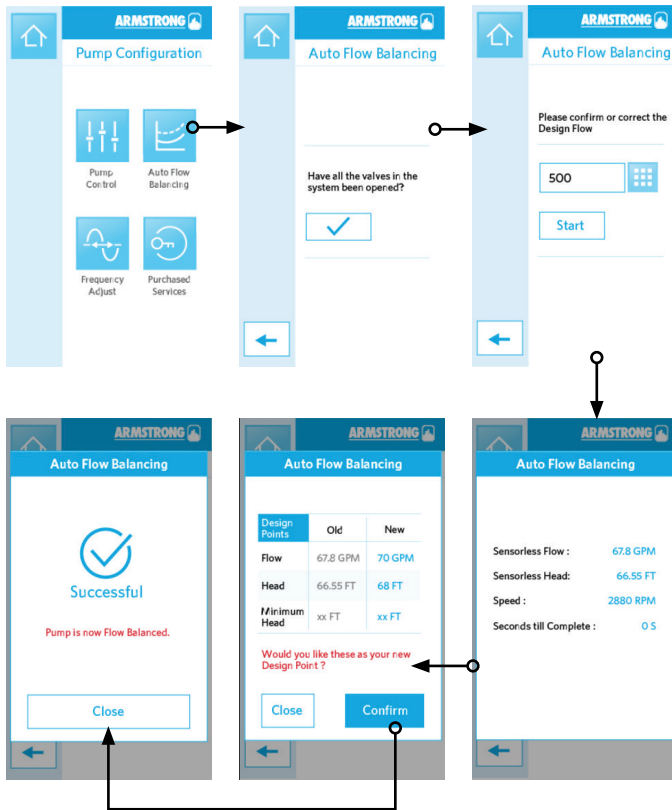 ARMSTRONG
Pump Configuration
Pump
Control
Auto Flow
Balancing
Frequency
Adjust
Purchased
Services
ARMSTRONG
Auto Flow Balancing
Have all the valves in the
system been opened?
ARMSTRONG
Auto Flow Balancing
Please confirm or correct the
Design Flow
500
Start
ARMSTRONG
Auto Flow Balancing
Successful
Pump is now Flow Balanced.
Close
ARMSTRONG
Auto Flow Balancing
Design
Points
Old
New
Flow
67.8 GPM
70 GPM
Head
66.55 FT
68 FT
Minimum
Head
xx FT
xx FT
Would you like these as your new
Design Point ?
Close
Confirm
ARMSTRONG
Auto Flow Balancing
Sensorless Flow :
67.8 GPM
Sensorless Head:
66.55 FT
Speed :
2880 RPM
Seconds till Complete :
0 S